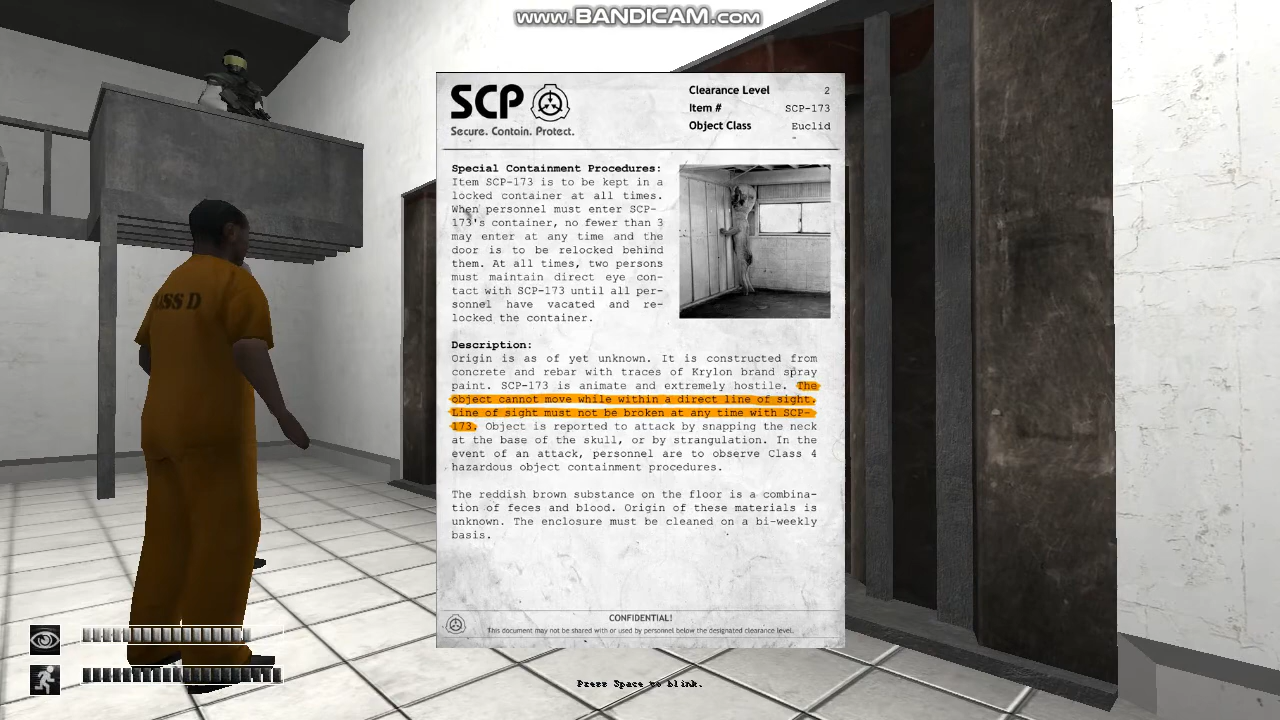 www.BANDICAM.com
SCP
Secure. Contain. Protect.
Clearance Level 2
Item # SCP-173
Object Class Euclid
Special Containment Procedures:
Item SCP-173 is to be kept in a
locked container at all times.
When personnel must enter SCP-
173's container, no fewer than 3
may enter at any time and the
door is to be relocked behind
them. At all times, two persons
must maintain direct eye con-
tact with SCP-173 until all per-
sonnel have vacated and re-
locked the container.
Description:
Origin is as of yet unknown. It is constructed from
concrete and rebar with traces of Krylon brand spray
paint. SCP-173 is animate and extremely hostile. The
object cannot move while within a direct line of sight.
Line of sight must not be broken at any time with SCP-
173. Object is reported to attack by snapping the neck
at the base of the skull, or by strangulation. In the
event of an attack, personnel are to observe Class 4
hazardous object containment procedures.
The reddish brown substance on the floor is a combina-
tion of feces and blood. Origin of these materials is
unknown. The enclosure must be cleaned on a bi-weekly
basis.
CONFIDENTIAL!
This document may not be shared with or used by personnel below the designated clearance level.
ASS D
Press Space to blink.